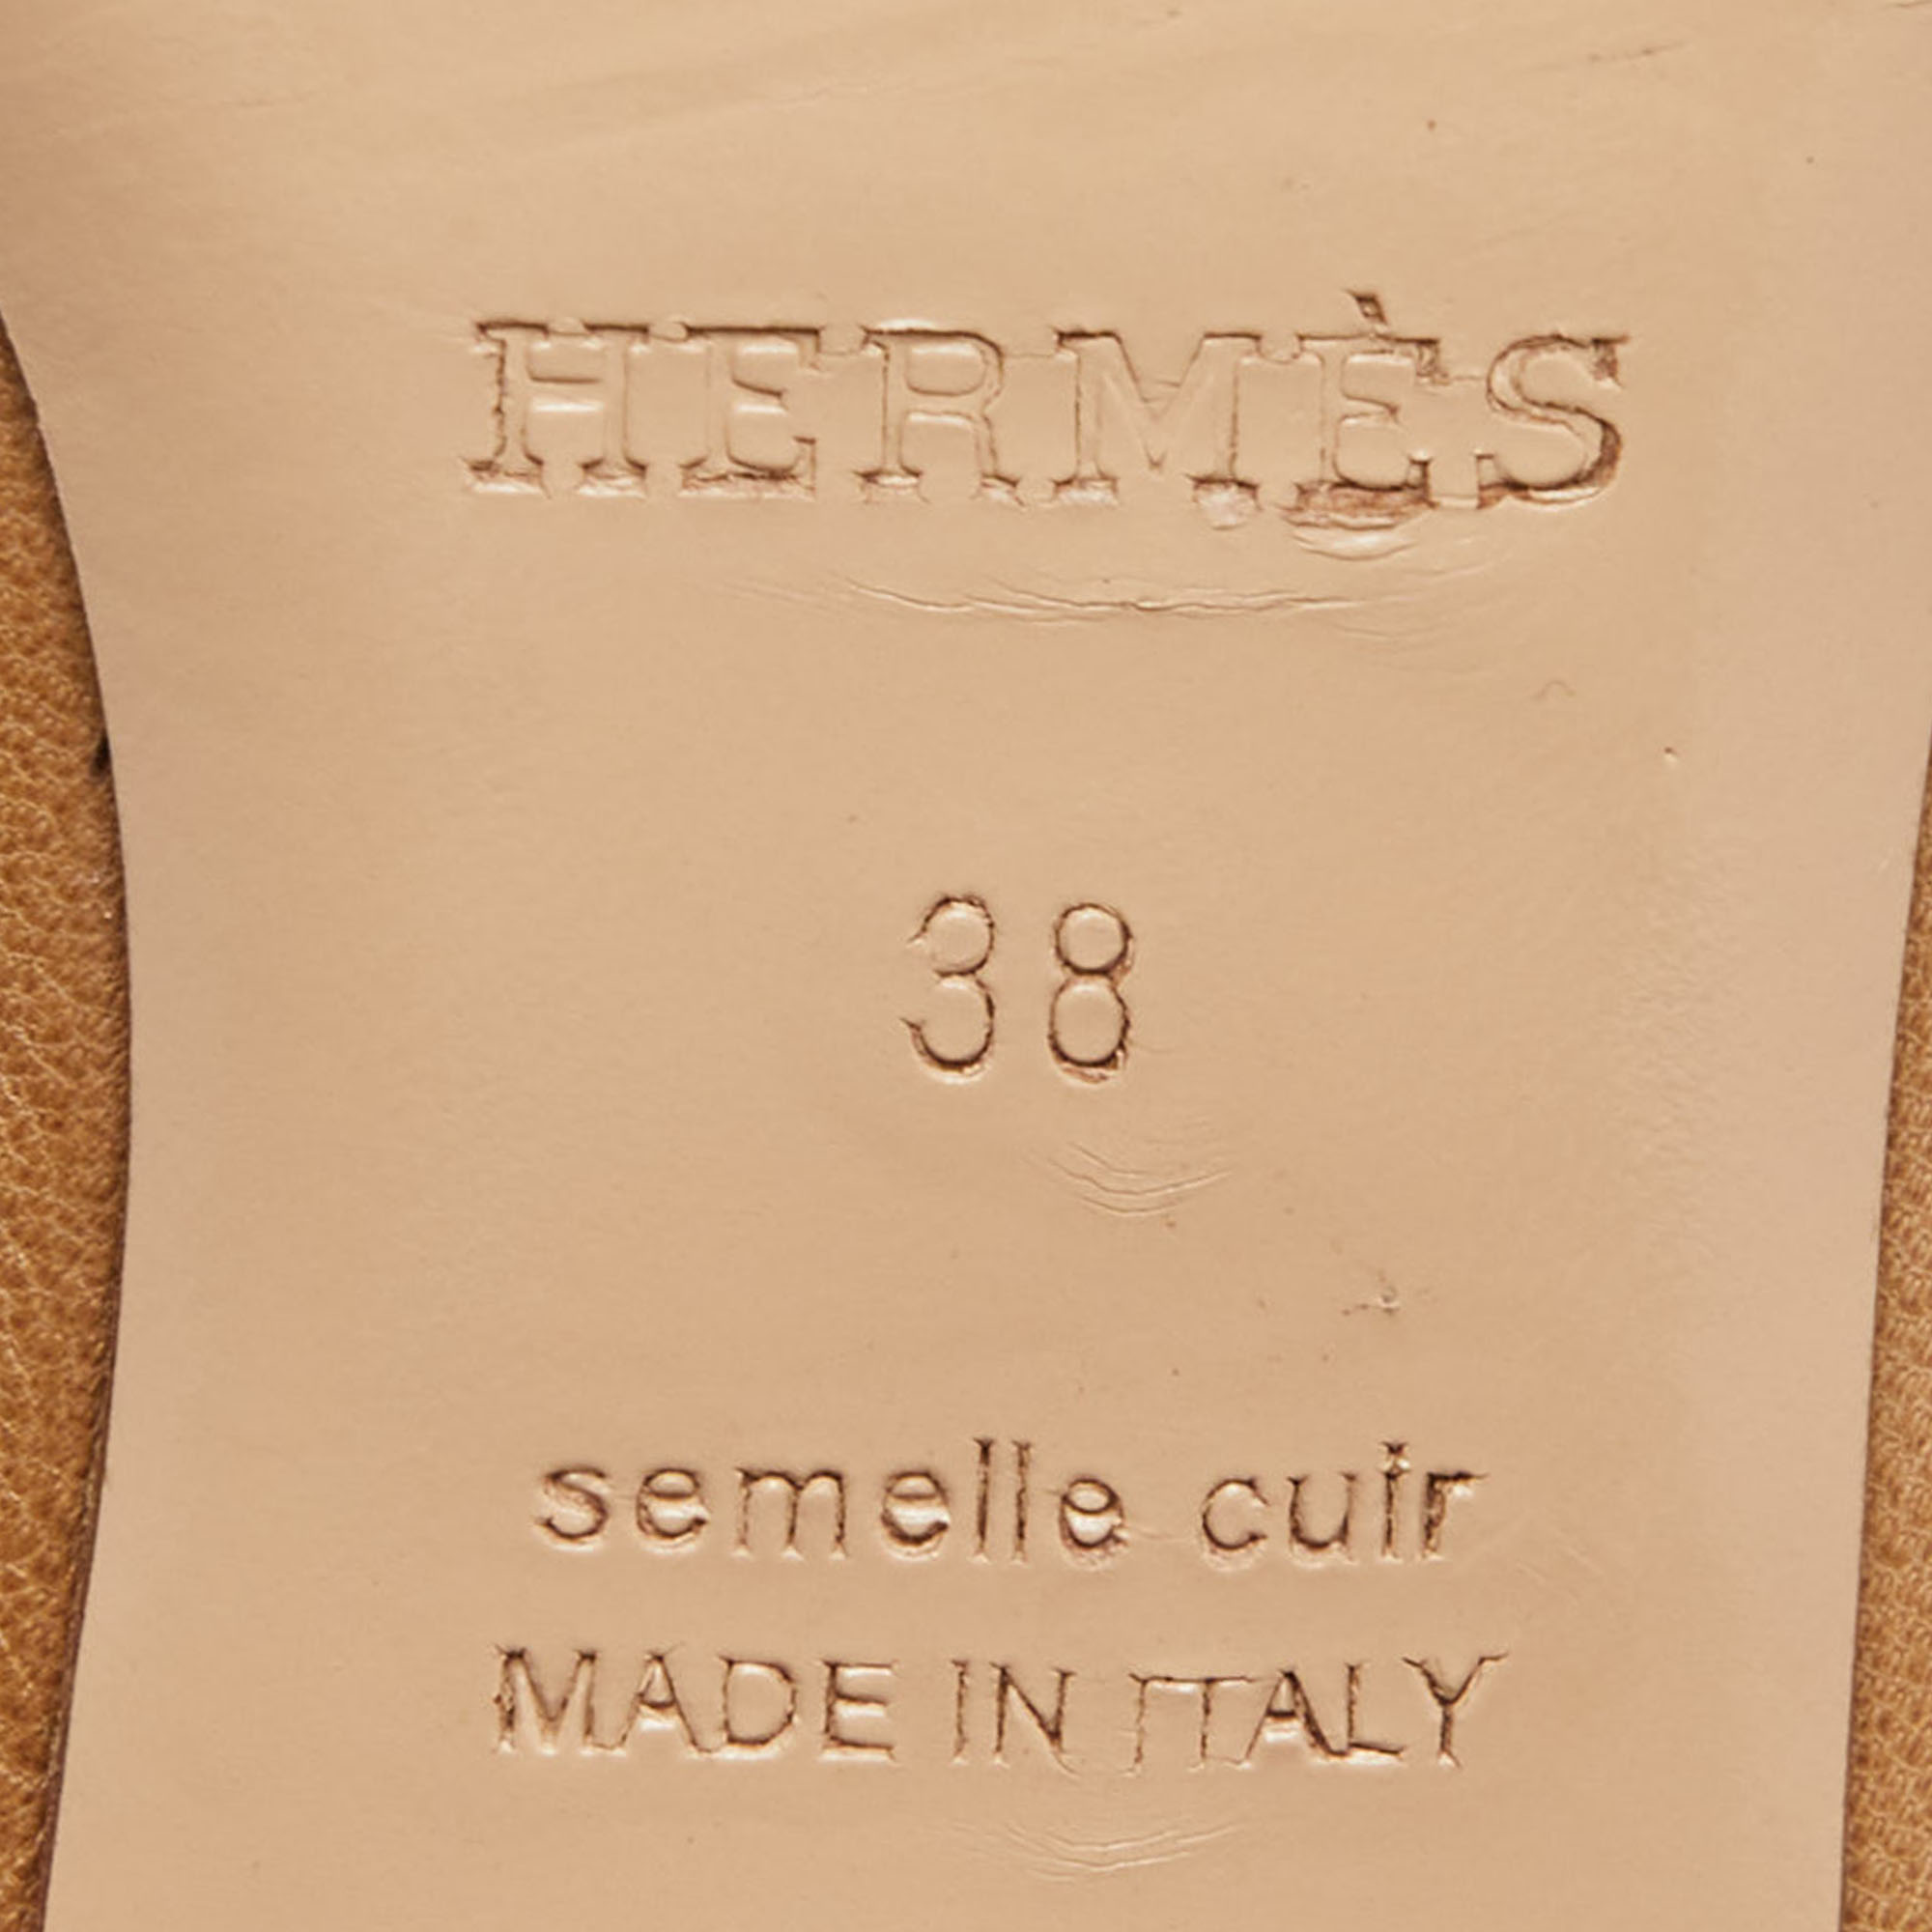 HERMÈS
38
semelle cuir
MADE IN ITALY